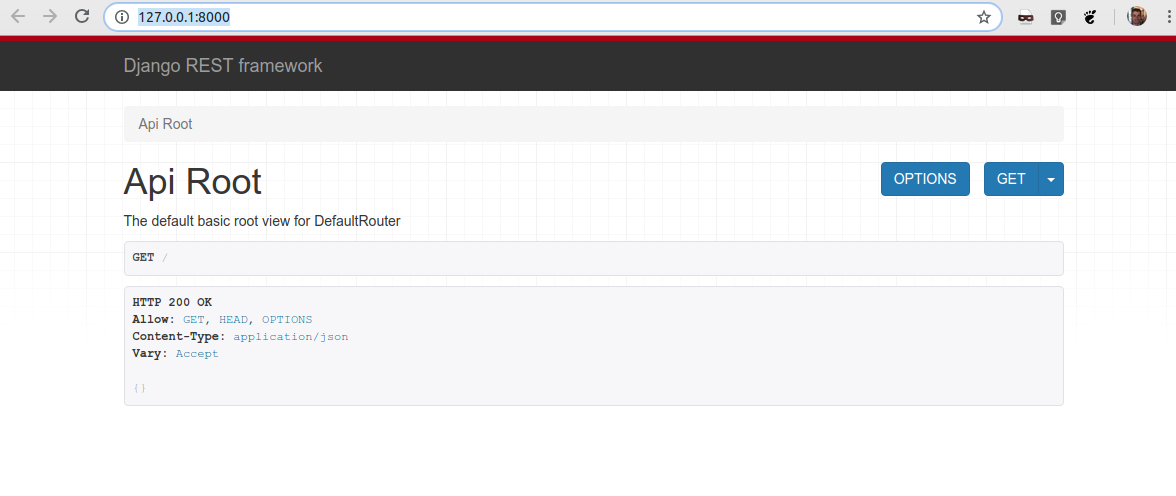 127.0.0.1:8000
Django REST framework
Api Root
Api Root
OPTIONS
GET
The default basic root view for DefaultRouter
GET /
HTTP 200 OK
Allow: GET, HEAD, OPTIONS
Content-Type: application/json
Vary: Accept
{}